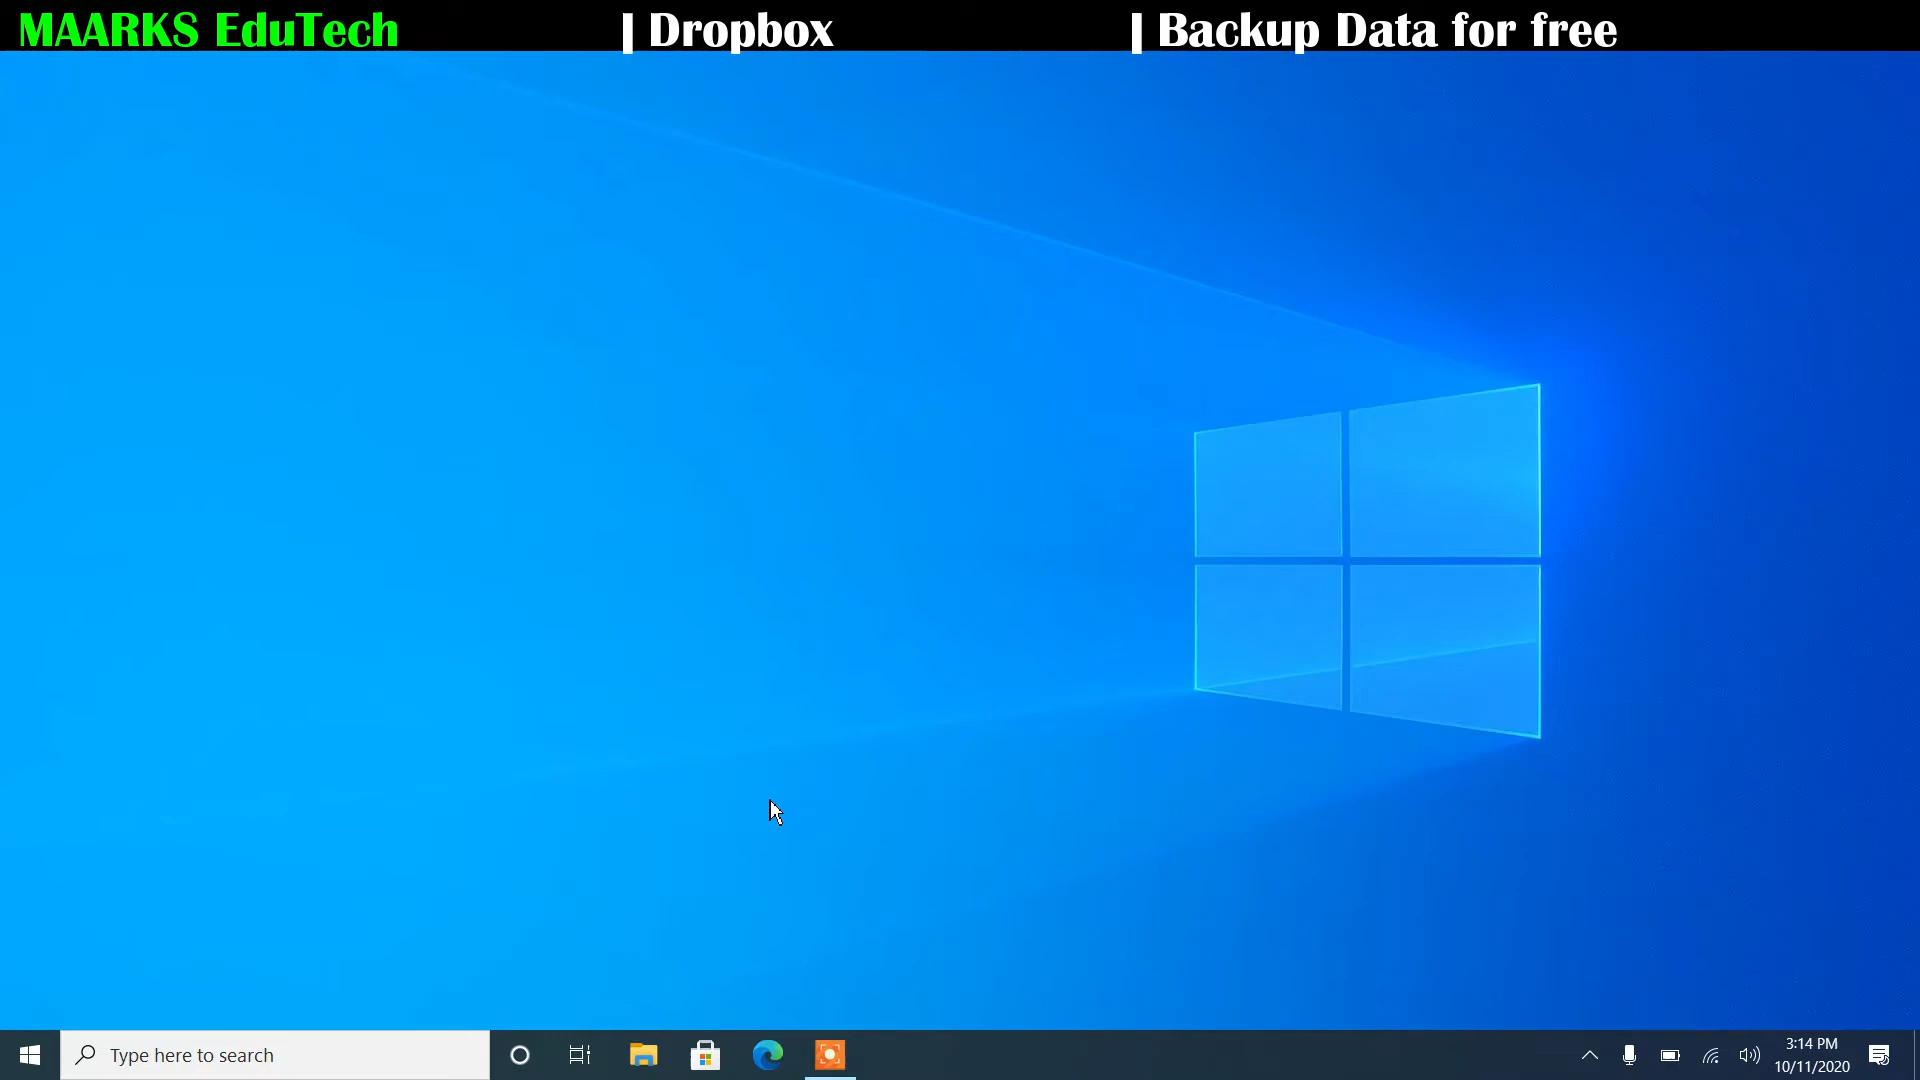 MAARKS EduTech | Dropbox | Backup Data for free
Type here to search
3:14 PM
10/11/2020